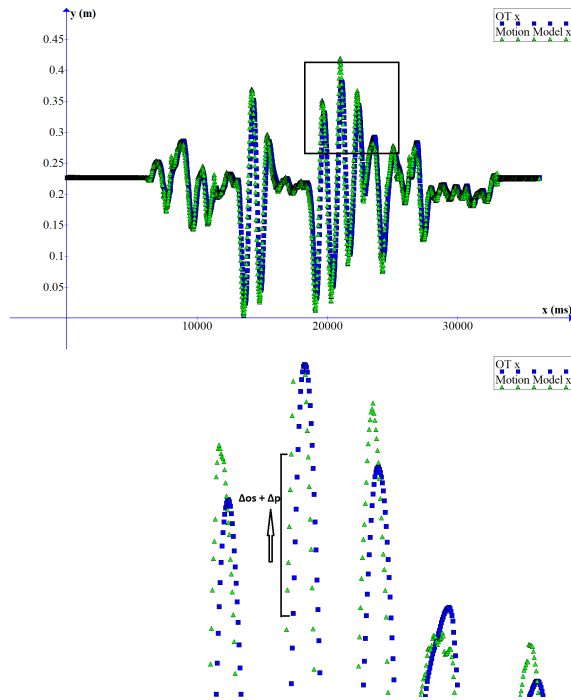 y (m)
OT x
Motion Model x
0.45
0.4
0.35
0.3
0.25
0.2
0.15
0.1
0.05
x (ms)
10000
20000
30000
OT x
Motion Model x
Δos + Δp